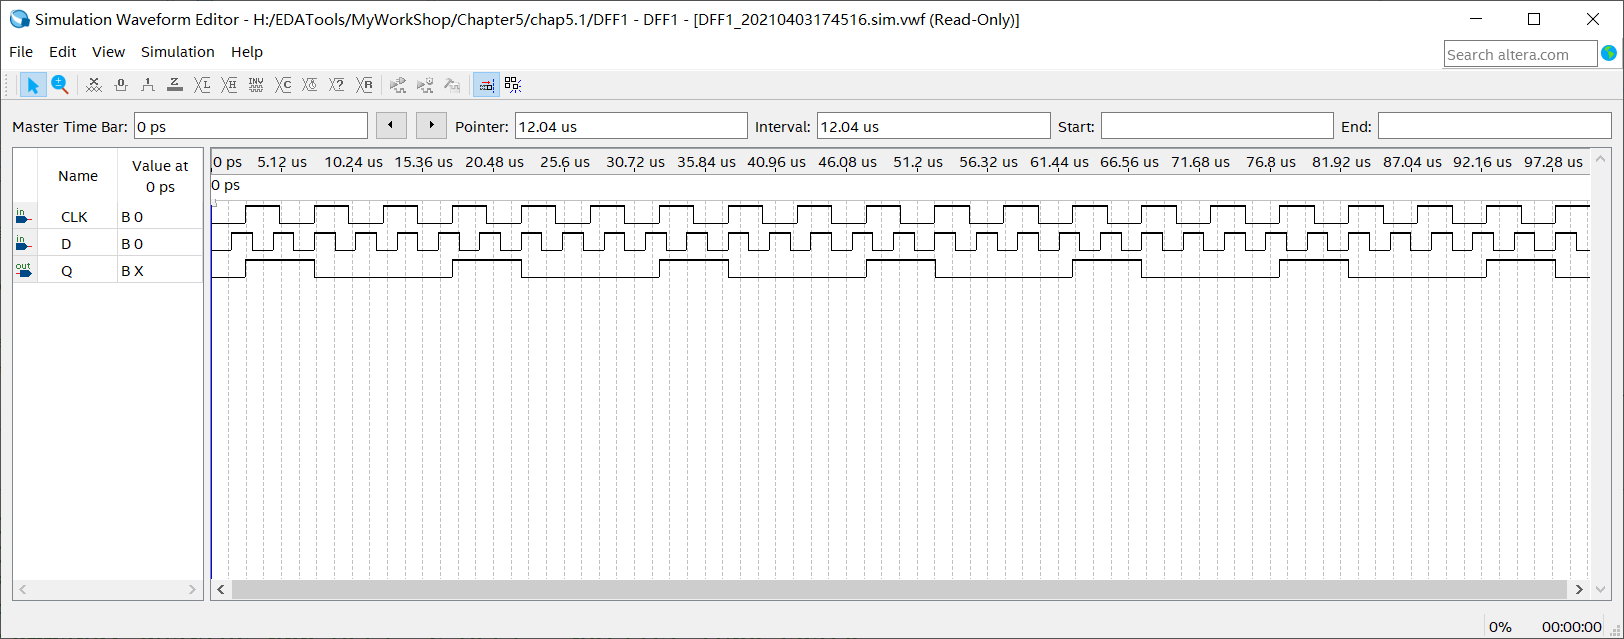 Simulation Waveform Editor - H:/EDATools/MyWorkShop/Chapter5/chap5.1/DFF1 - DFF1 - [DFF1_20210403174516.sim.vwf (Read-Only)]
File Edit View Simulation Help
Search altera.com
Master Time Bar: 0 ps Pointer: 12.04 us Interval: 12.04 us Start: End:
Name Value at 0 ps
0 ps 5.12 us 10.24 us 15.36 us 20.48 us 25.6 us 30.72 us 35.84 us 40.96 us 46.08 us 51.2 us 56.32 us 61.44 us 66.56 us 71.68 us 76.8 us 81.92 us 87.04 us 92.16 us 97.28 us
0 ps
in CLK B 0
in D B 0
out Q B X
0% 00:00:00